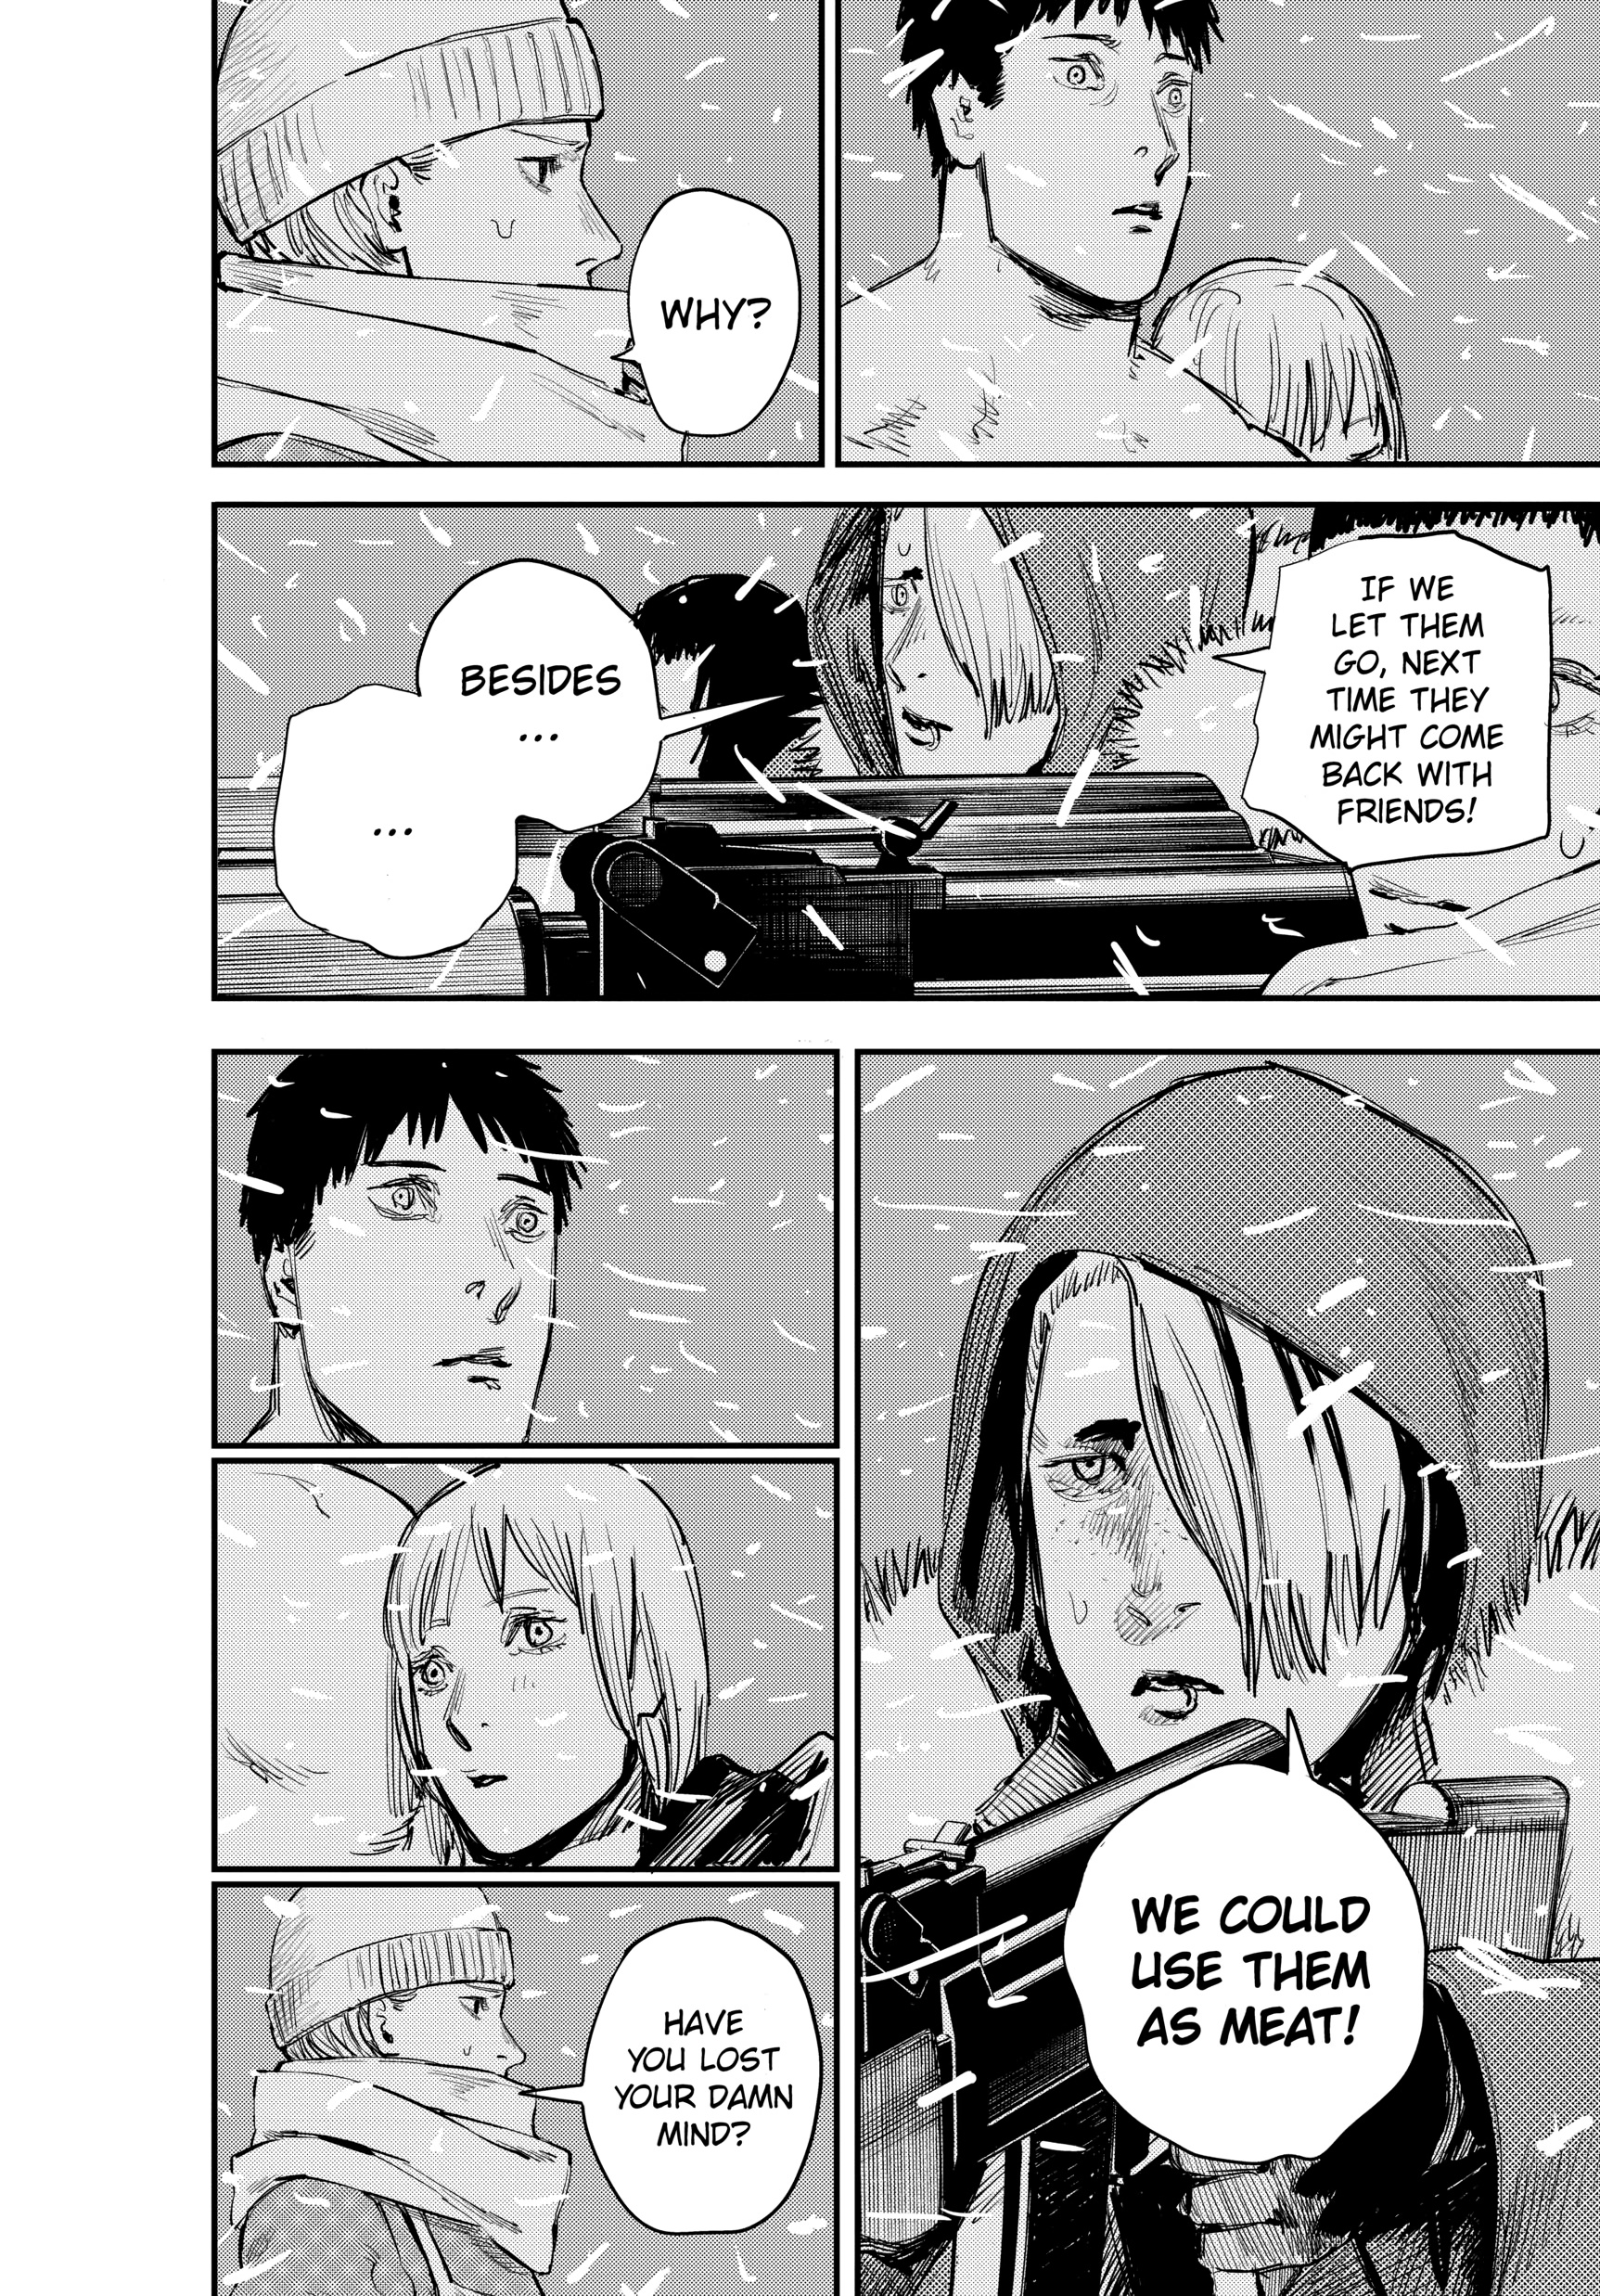 WHY?
IF WE
LET THEM
GO, NEXT
TIME THEY
MIGHT COME
BACK WITH
FRIENDS!
BESIDES
...
...
WE COULD
USE THEM
AS MEAT!
HAVE
YOU LOST
YOUR DAMN
MIND?